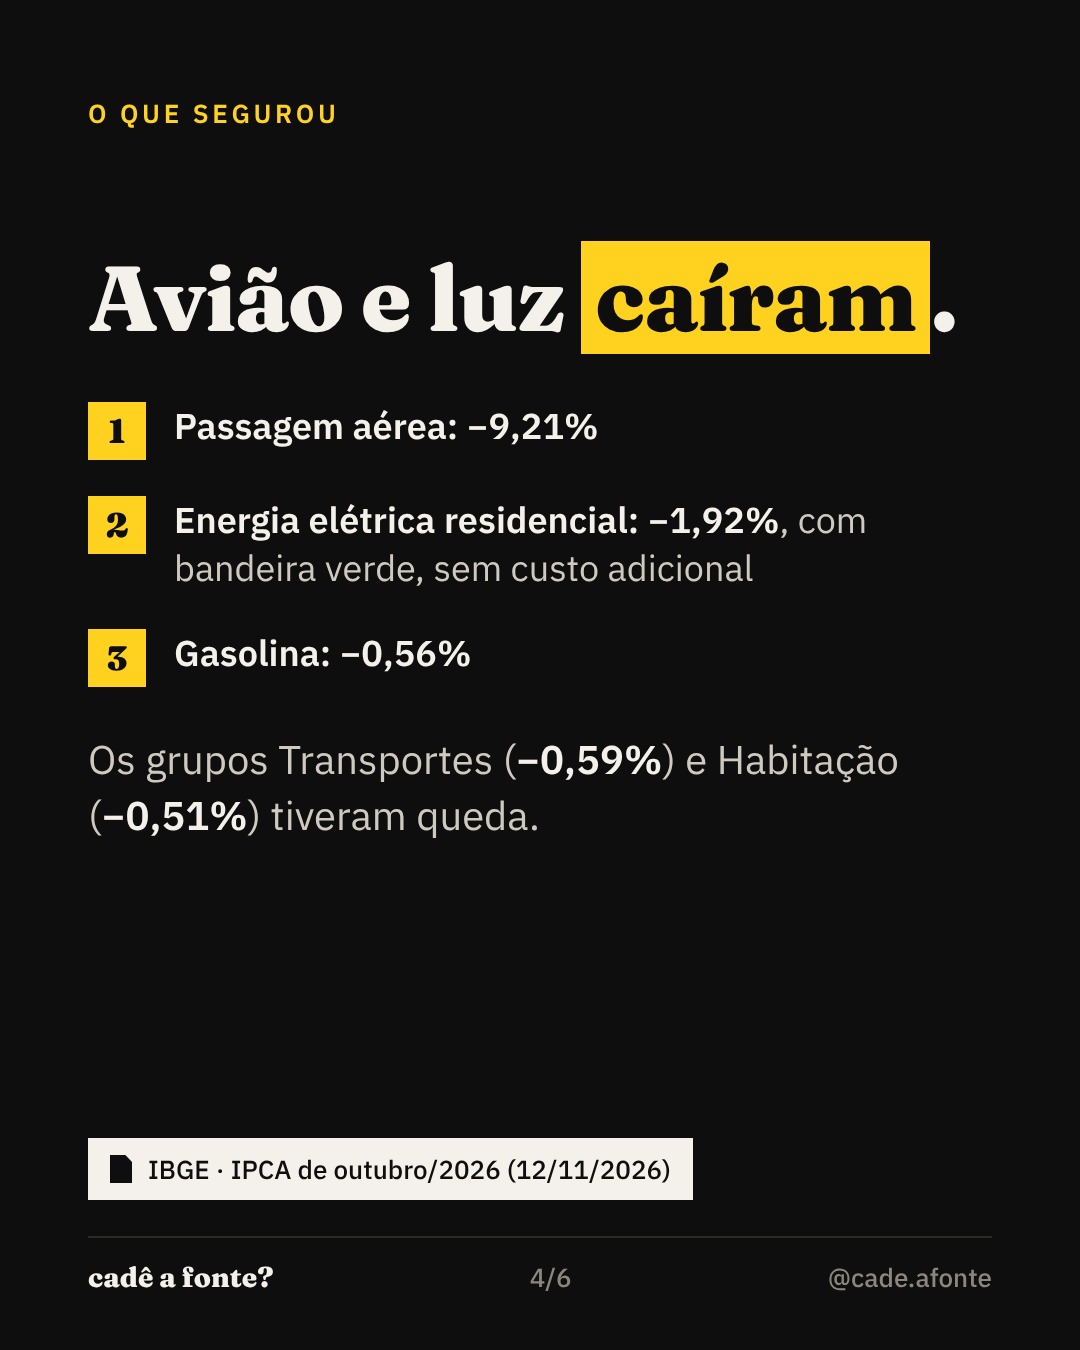 O QUE SEGUROU
Avião e luz caíram.
1 Passagem aérea: −9,21%
2 Energia elétrica residencial: −1,92%, com
bandeira verde, sem custo adicional
3 Gasolina: −0,56%
Os grupos Transportes (−0,59%) e Habitação
(−0,51%) tiveram queda.
IBGE · IPCA de outubro/2026 (12/11/2026)
cadê a fonte? 4/6 @cade.afonte